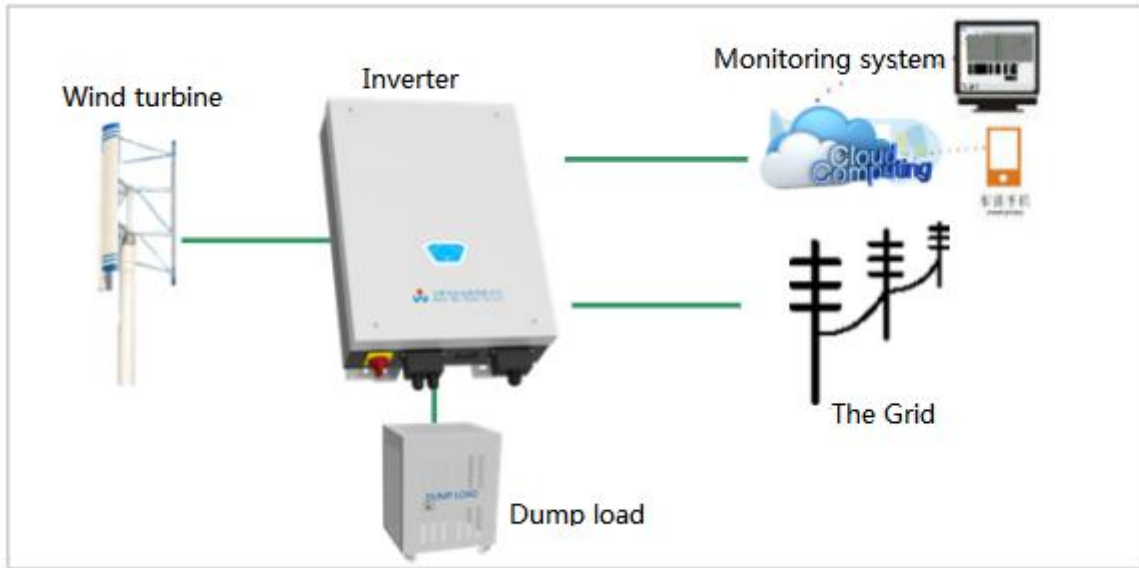 Monitoring system
Inverter
Wind turbine
Cloud
Computing
The Grid
DUMP LOAD
Dump load